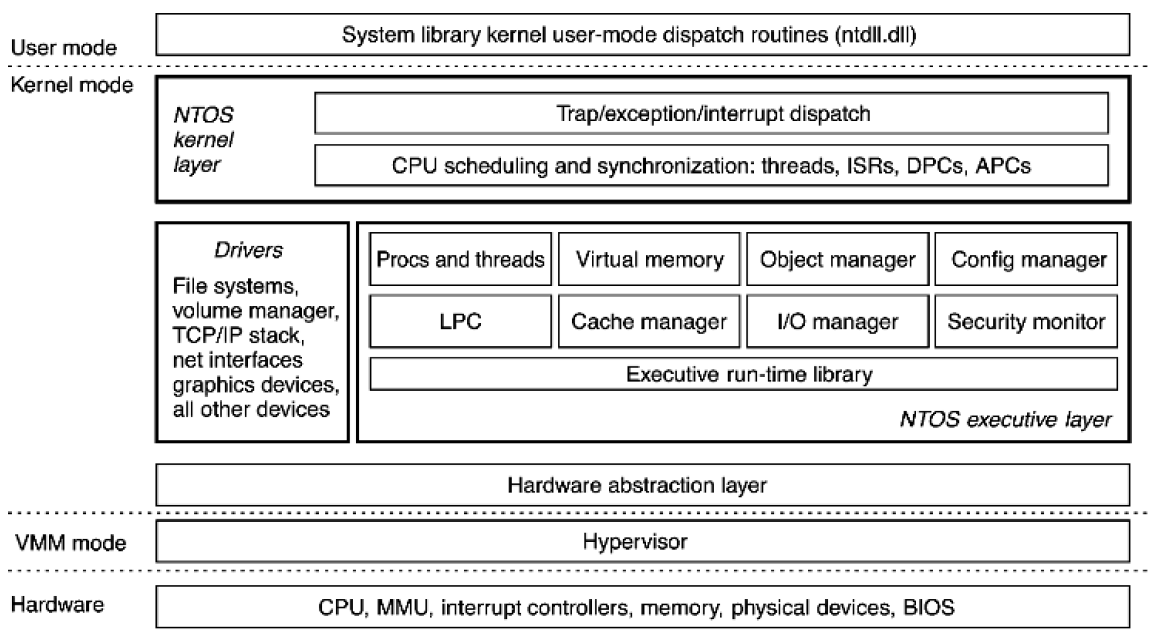 User mode
System library kernel user-mode dispatch routines (ntdll.dll)
Kernel mode
NTOS
kernel
layer
Trap/exception/interrupt dispatch
CPU scheduling and synchronization: threads, ISRs, DPCs, APCs
Drivers
File systems,
volume manager,
TCP/IP stack,
net interfaces
graphics devices,
all other devices
Procs and threads
Virtual memory
Object manager
Config manager
LPC
Cache manager
I/O manager
Security monitor
Executive run-time library
NTOS executive layer
Hardware abstraction layer
VMM mode
Hypervisor
Hardware
CPU, MMU, interrupt controllers, memory, physical devices, BIOS